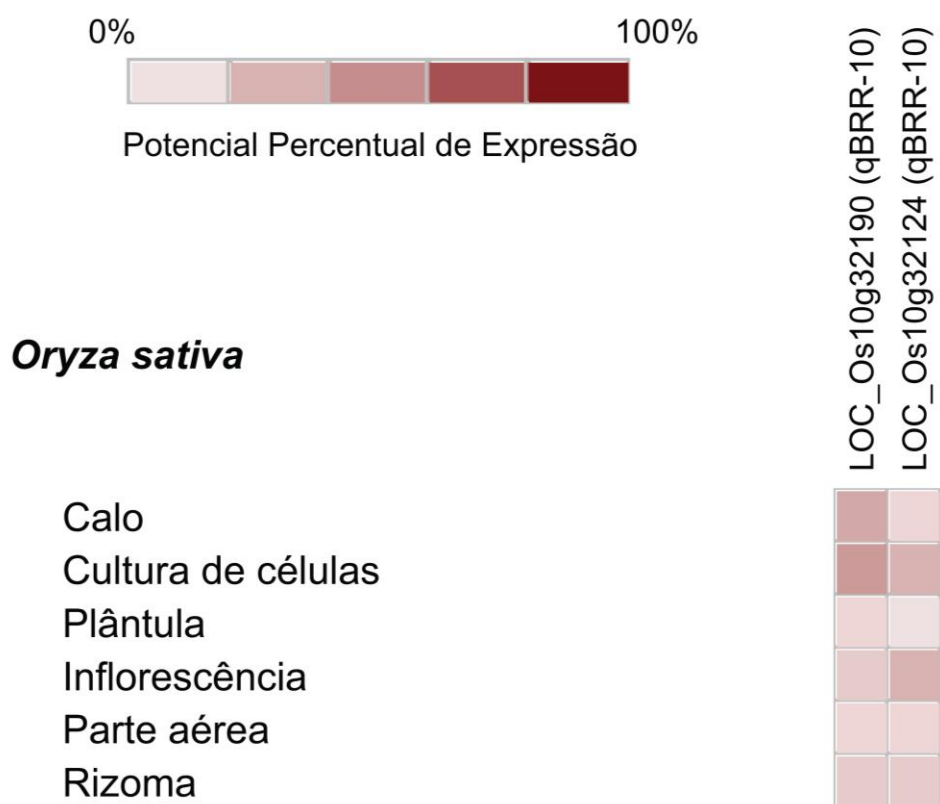 0% 100%
Potencial Percentual de Expressão
LOC_Os10g32190 (qBRR-10)
LOC_Os10g32124 (qBRR-10)
Oryza sativa
Calo
Cultura de células
Plântula
Inflorescência
Parte aérea
Rizoma